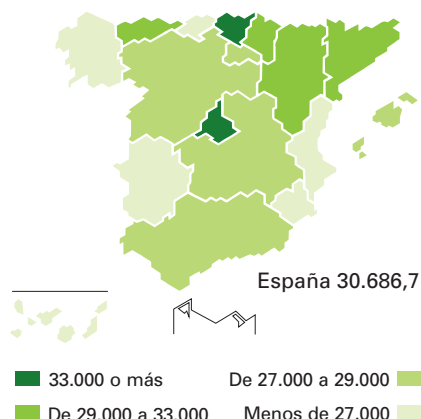 España 30.686,7
33.000 o más
De 27.000 a 29.000
De 29.000 a 33.000
Menos de 27.000